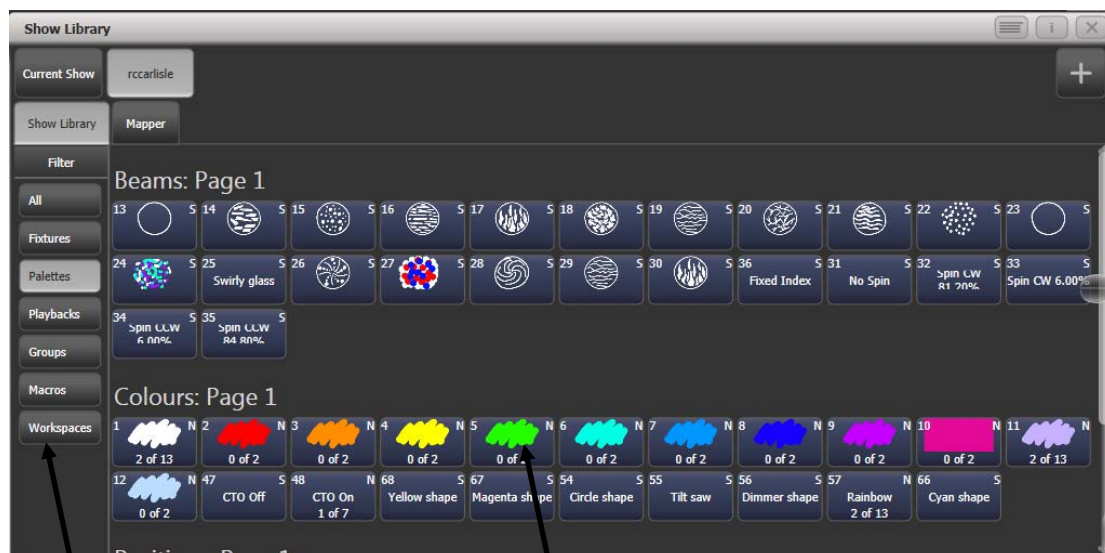 Show Library
i
Current Show
rccarlisle
+
Show Library
Mapper
Filter
All
Fixtures
Palettes
Playbacks
Groups
Macros
Workspaces
Beams: Page 1
13 S 14 S 15 S 16 S 17 S 18 S 19 S 20 S 21 S 22 S 23 S
24 S 25 S 26 S 27 S 28 S 29 S 30 S 36 S 31 S 32 S 33 S
Swirly glass Fixed Index No Spin Spin CW 81.20% Spin CW 6.00%
34 S 35 S
Spin CCW 6.00% Spin CCW 84.80%
Colours: Page 1
1 N 2 N 3 N 4 N 5 N 6 N 7 N 8 N 9 N 10 N 11 N
2 of 13 0 of 2 0 of 2 0 of 2 0 of 0 of 2 0 of 2 0 of 2 0 of 2 0 of 2 2 of 13
12 N 47 S 48 N 68 S 67 S 54 S 55 S 56 S 57 N 66 S
CTO Off CTO On Yellow shape Magenta shape Circle shape Tilt saw Dimmer shape Rainbow Cyan shape
0 of 2 1 of 7 2 of 13